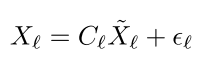 X_ℓ = C_ℓ X̃_ℓ + ϵ_ℓ